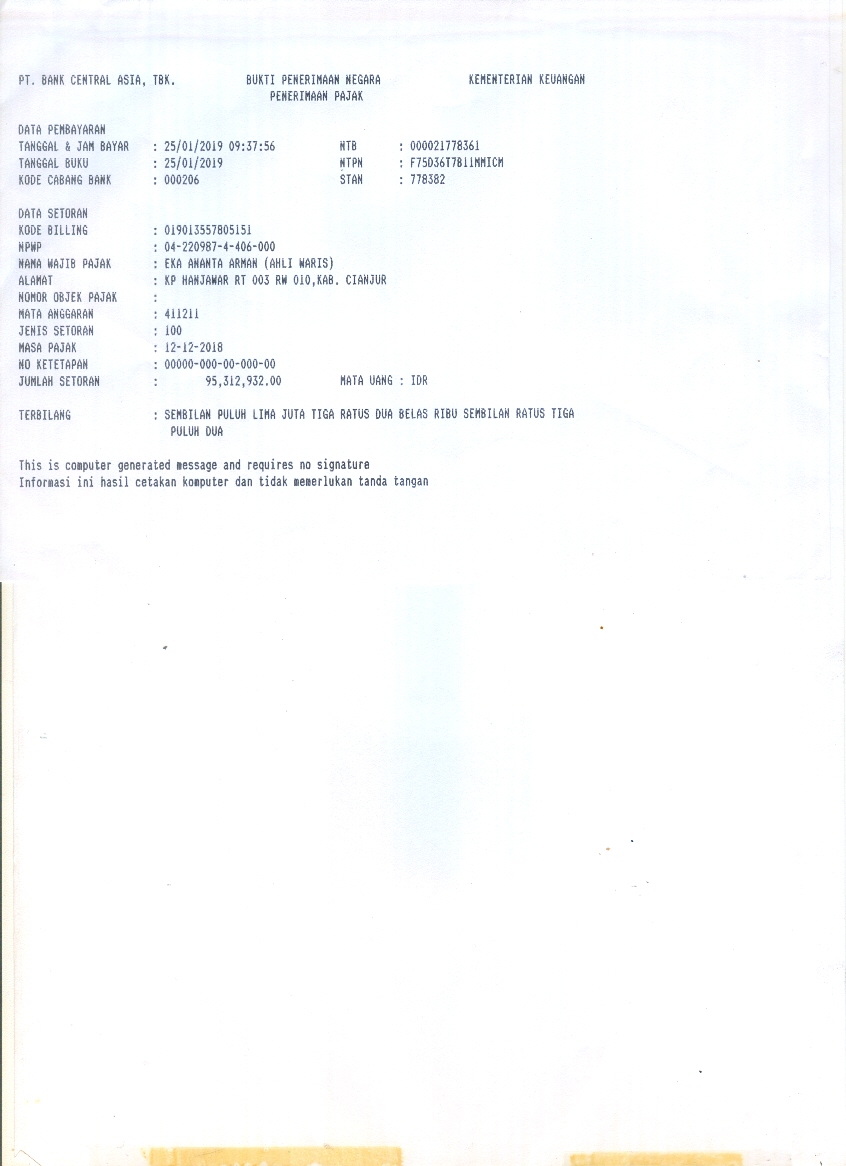 PT. BANK CENTRAL ASIA, TBK. BUKTI PENERIMAAN NEGARA KEMENTERIAN KEUANGAN
PENERIMAAN PAJAK
DATA PEMBAYARAN
TANGGAL & JAM BAYAR : 25/01/2019 09:37:56 NTB : 000021778361
TANGGAL BUKU : 25/01/2019 NTPN : F75D36T7B11MMICM
KODE CABANG BANK : 000206 STAN : 778382
DATA SETORAN
KODE BILLING : 019013557805151
NPWP : 04-220987-4-406-000
NAMA WAJIB PAJAK : EKA ANANTA ARMAN (AHLI WARIS)
ALAMAT : KP HANJAWAR RT 003 RW 010,KAB. CIANJUR
NOMOR OBJEK PAJAK :
MATA ANGGARAN : 411211
JENIS SETORAN : 100
MASA PAJAK : 12-12-2018
NO KETETAPAN : 00000-000-00-000-00
JUMLAH SETORAN : 95,312,932.00 MATA UANG : IDR
TERBILANG : SEMBILAN PULUH LIMA JUTA TIGA RATUS DUA BELAS RIBU SEMBILAN RATUS TIGA
PULUH DUA
This is computer generated message and requires no signature
Informasi ini hasil cetakan komputer dan tidak memerlukan tanda tangan